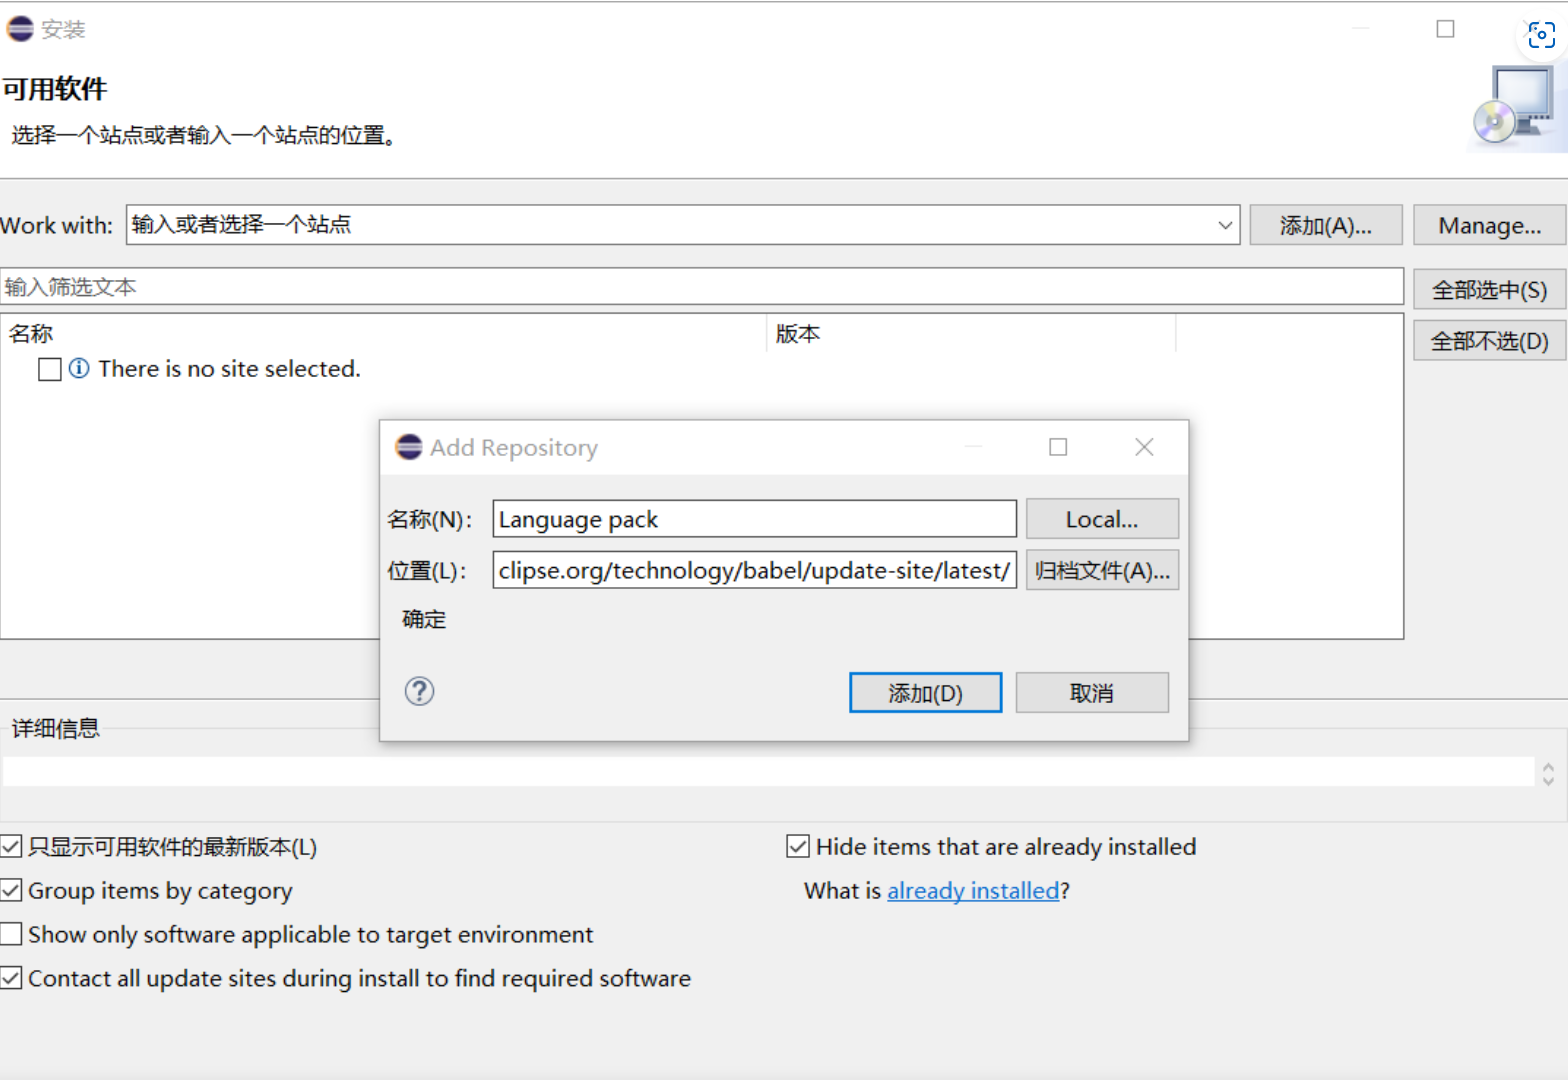 安装
可用软件
选择一个站点或者输入一个站点的位置。
Work with: 输入或者选择一个站点 添加(A)... Manage...
输入筛选文本 全部选中(S)
名称 版本 全部不选(D)
There is no site selected.
Add Repository
名称(N): Language pack Local...
位置(L): clipse.org/technology/babel/update-site/latest/ 归档文件(A)...
确定
添加(D) 取消
详细信息
只显示可用软件的最新版本(L) Hide items that are already installed
Group items by category What is already installed?
Show only software applicable to target environment
Contact all update sites during install to find required software